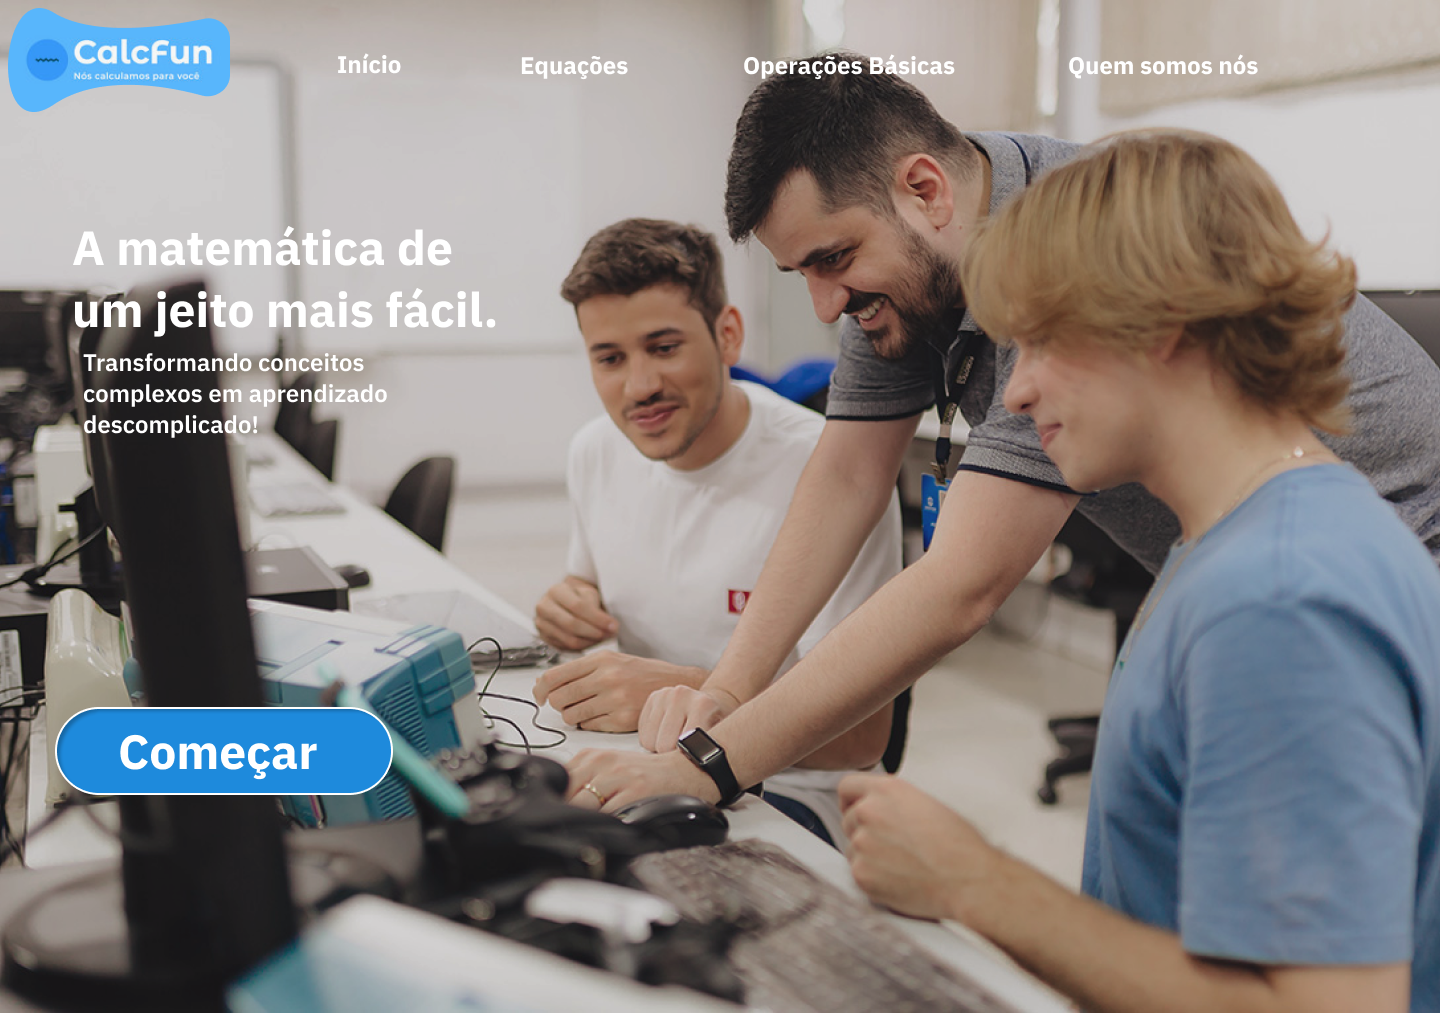 CalcFun
Nós calculamos para você
Início
Equações
Operações Básicas
Quem somos nós
A matemática de
um jeito mais fácil.
Transformando conceitos
complexos em aprendizado
descomplicado!
Começar